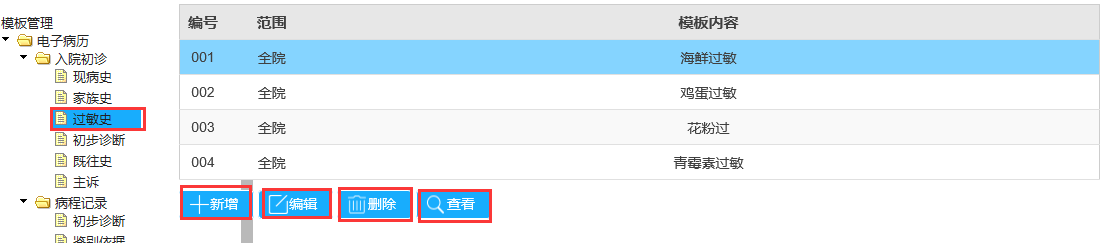 模板管理
电子病历
入院初诊
现病史
家族史
过敏史
初步诊断
既往史
主诉
病程记录
初步诊断
鉴别依据
编号 范围 模板内容
001 全院 海鲜过敏
002 全院 鸡蛋过敏
003 全院 花粉过
004 全院 青霉素过敏
新增 编辑 删除 查看